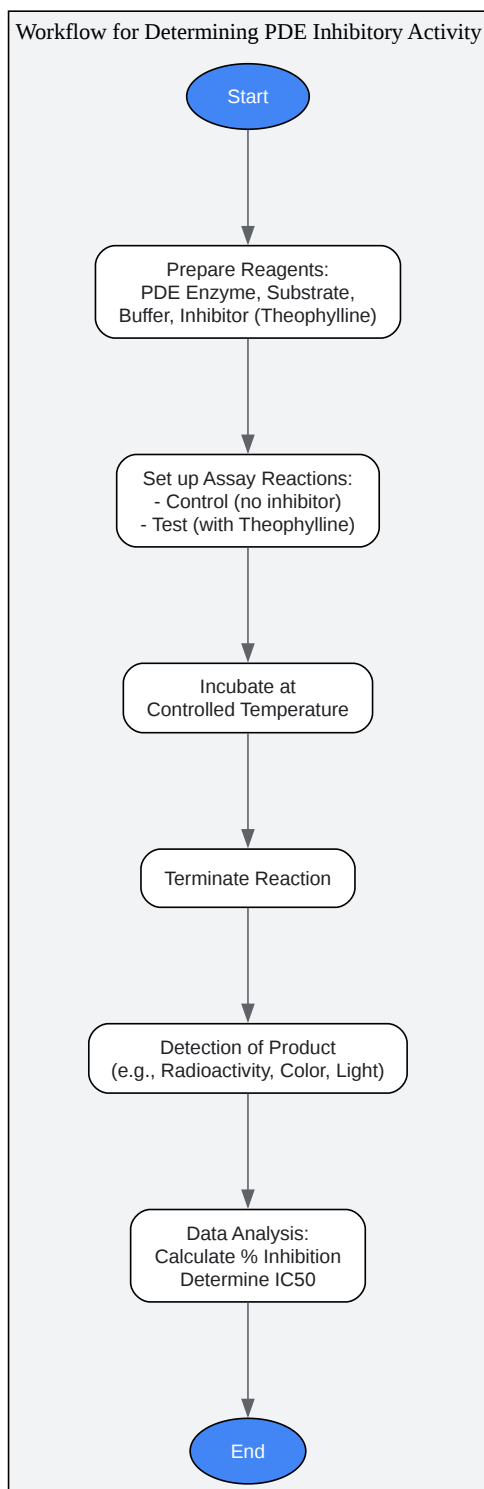 Workflow for Determining PDE Inhibitory Activity
Start
Prepare Reagents:
PDE Enzyme, Substrate,
Buffer, Inhibitor (Theophylline)
Set up Assay Reactions:
- Control (no inhibitor)
- Test (with Theophylline)
Incubate at
Controlled Temperature
Terminate Reaction
Detection of Product
(e.g., Radioactivity, Color, Light)
Data Analysis:
Calculate % Inhibition
Determine IC50
End